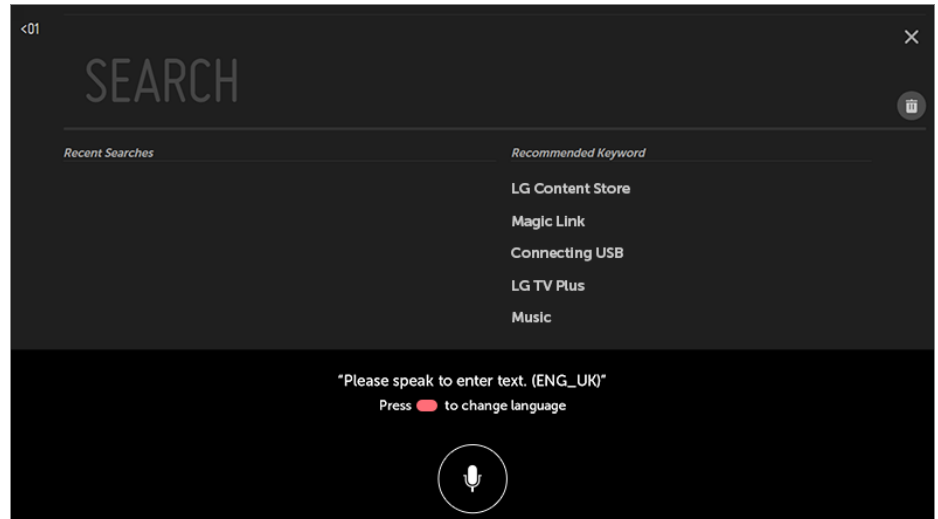 <01
SEARCH
Recent Searches
Recommended Keyword
LG Content Store
Magic Link
Connecting USB
LG TV Plus
Music
“Please speak to enter text. (ENG_UK)”
Press to change language